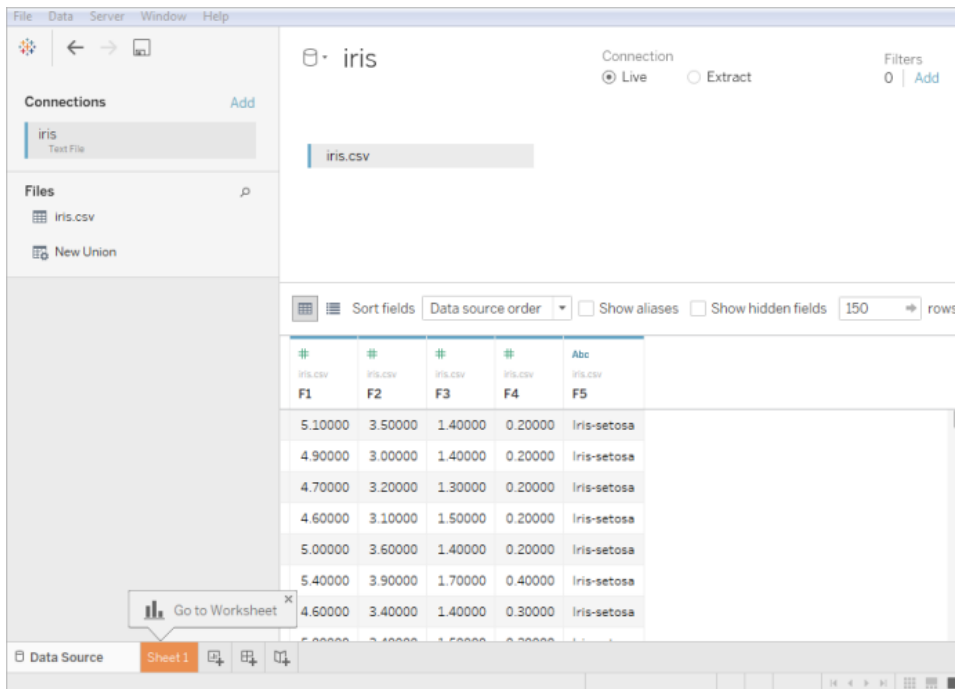 File Data Server Window Help
Connections Add
iris
Text File
Files
iris.csv
New Union
iris
Connection
Live Extract
Filters
0 Add
iris.csv
Sort fields Data source order Show aliases Show hidden fields 150 rows
Abc
iris.csv iris.csv iris.csv iris.csv iris.csv
F1 F2 F3 F4 F5
5.10000 3.50000 1.40000 0.20000 Iris-setosa
4.90000 3.00000 1.40000 0.20000 Iris-setosa
4.70000 3.20000 1.30000 0.20000 Iris-setosa
4.60000 3.10000 1.50000 0.20000 Iris-setosa
5.00000 3.60000 1.40000 0.20000 Iris-setosa
5.40000 3.90000 1.70000 0.40000 Iris-setosa
4.60000 3.40000 1.40000 0.30000 Iris-setosa
Go to Worksheet
Data Source Sheet 1